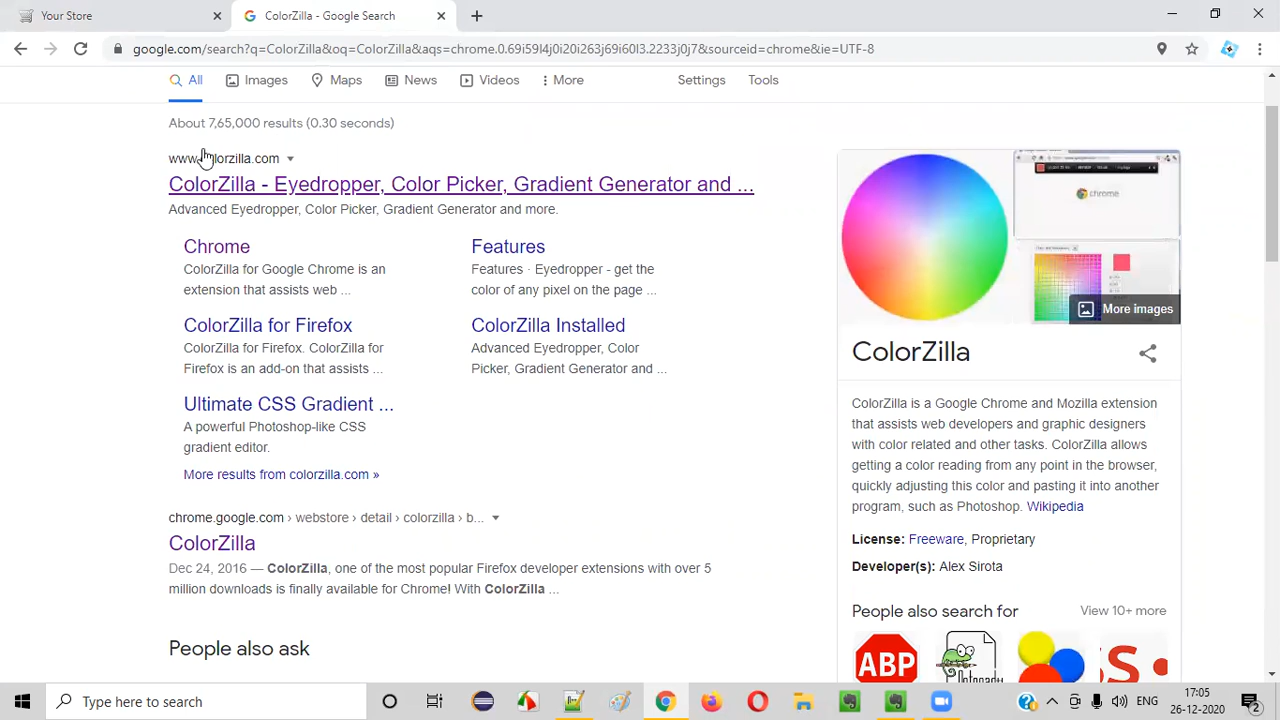 Your Store
ColorZilla - Google Search
google.com/search?q=ColorZilla&oq=ColorZilla&aqs=chrome.0.69i59l4j0i20i263j69i60l3.2233j0j7&sourceid=chrome&ie=UTF-8
All Images Maps News Videos More Settings Tools
About 7,65,000 results (0.30 seconds)
www.colorzilla.com
ColorZilla - Eyedropper, Color Picker, Gradient Generator and ...
Advanced Eyedropper, Color Picker, Gradient Generator and more.
Chrome
ColorZilla for Google Chrome is an
extension that assists web ...
Features
Features · Eyedropper - get the
color of any pixel on the page ...
ColorZilla for Firefox
ColorZilla for Firefox. ColorZilla for
Firefox is an add-on that assists ...
ColorZilla Installed
Advanced Eyedropper, Color
Picker, Gradient Generator and ...
Ultimate CSS Gradient ...
A powerful Photoshop-like CSS
gradient editor.
More results from colorzilla.com »
chrome.google.com › webstore › detail › colorzilla › b...
ColorZilla
Dec 24, 2016 — ColorZilla, one of the most popular Firefox developer extensions with over 5
million downloads is finally available for Chrome! With ColorZilla ...
People also ask
chrome
More images
ColorZilla
ColorZilla is a Google Chrome and Mozilla extension
that assists web developers and graphic designers
with color related and other tasks. ColorZilla allows
getting a color reading from any point in the browser,
quickly adjusting this color and pasting it into another
program, such as Photoshop. Wikipedia
License: Freeware, Proprietary
Developer(s): Alex Sirota
People also search for
View 10+ more
ABP
Type here to search
ENG
17:05
26-12-2020
2